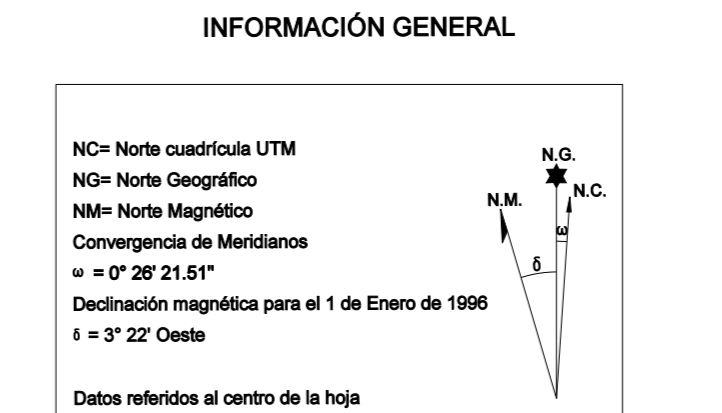 INFORMACIÓN GENERAL
NC= Norte cuadrícula UTM
NG= Norte Geográfico
NM= Norte Magnético
Convergencia de Meridianos
ω = 0° 26' 21.51"
Declinación magnética para el 1 de Enero de 1996
δ = 3° 22' Oeste
Datos referidos al centro de la hoja
N.G.
N.C.
N.M.
ω
δ